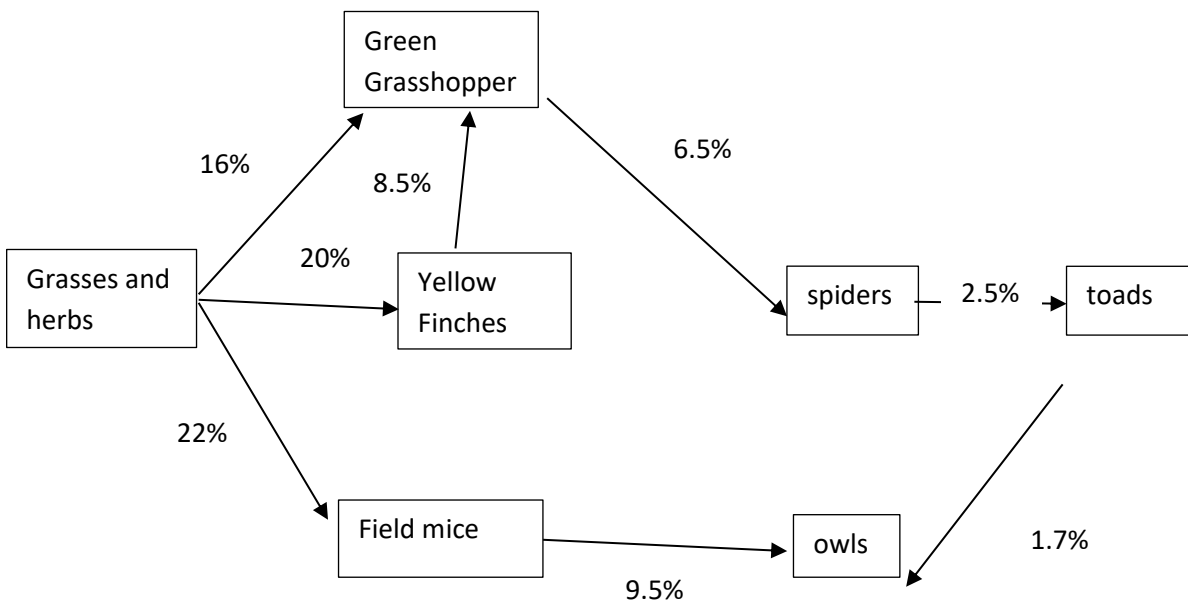 Green
Grasshopper
6.5%
16%
8.5%
20%
Grasses and
herbs
Yellow
Finches
spiders
2.5%
toads
22%
Field mice
owls
1.7%
9.5%